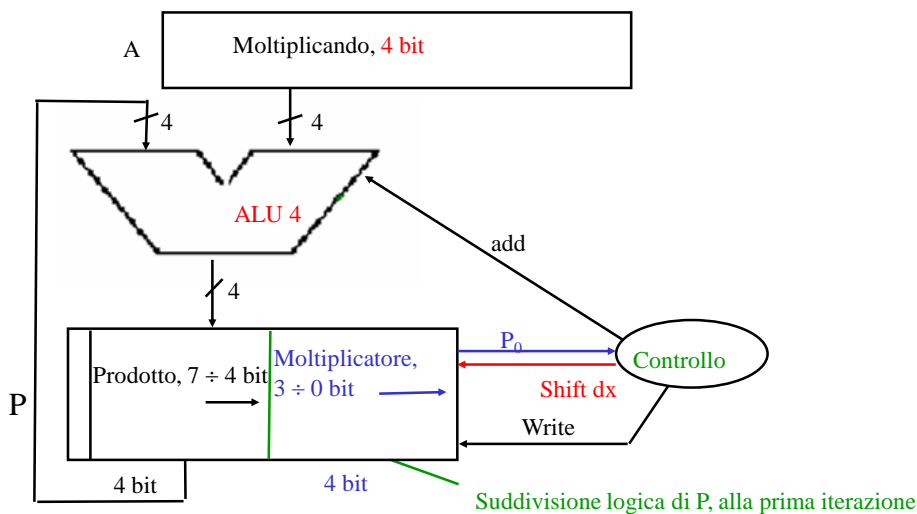 A
Moltiplicando, 4 bit
4
4
ALU 4
add
4
P
Prodotto, 7 ÷ 4 bit
Moltiplicatore,
3 ÷ 0 bit
P0
Controllo
Shift dx
Write
4 bit
4 bit
Suddivisione logica di P, alla prima iterazione